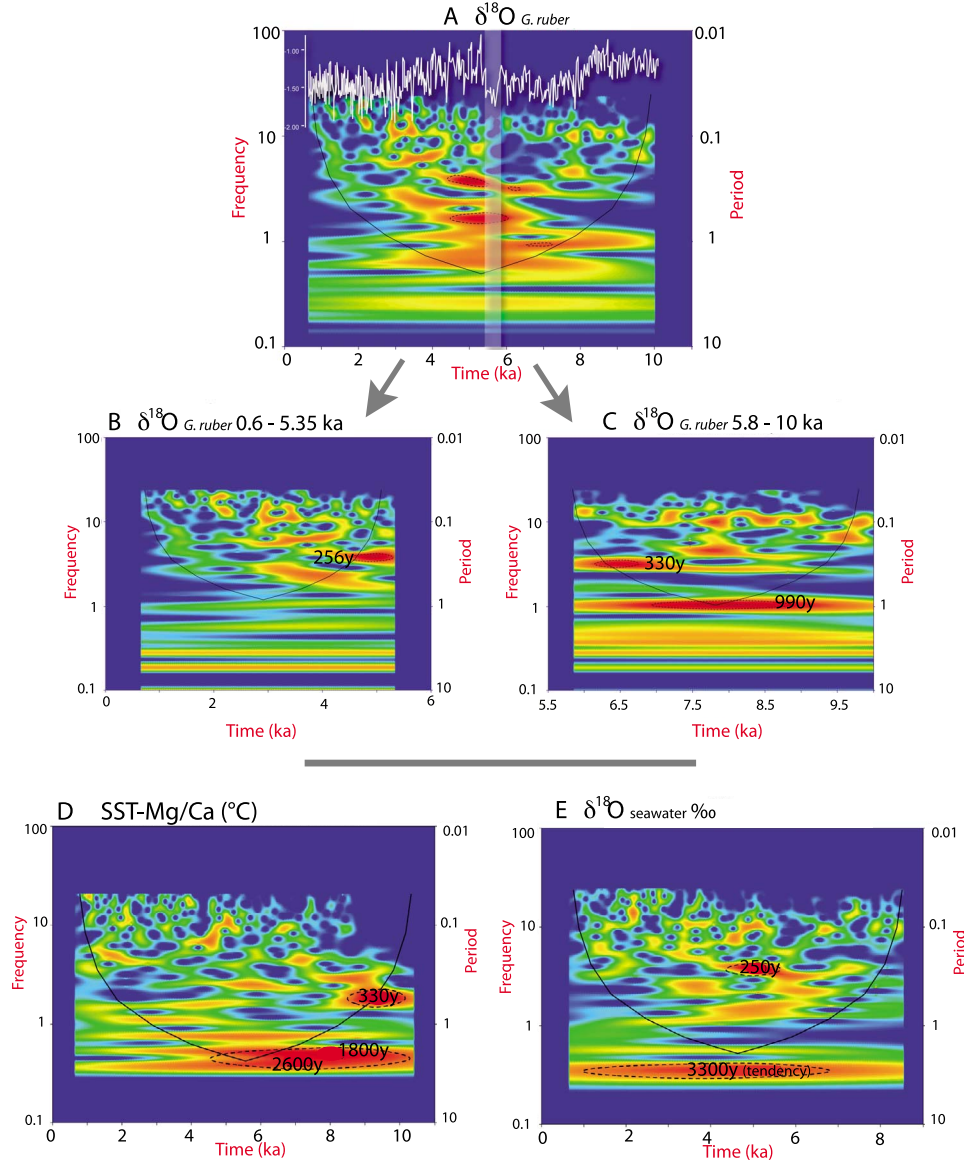 A δ18O G. ruber
100
10
1
0.1
Frequency
-1.00
-1.50
-2.00
0.01
0.1
1
10
Period
0 2 4 6 8 10
Time (ka)
B δ18O G. ruber 0.6 - 5.35 ka
100
10
1
0.1
Frequency
256y
0.01
0.1
1
10
Period
2 4 6
Time (ka)
C δ18O G. ruber 5.8 - 10 ka
100
10
1
0.1
Frequency
330y
990y
0.01
0.1
1
10
Period
5.5 6.5 7.5 8.5 9.5
Time (ka)
D SST-Mg/Ca (°C)
100
10
1
0.1
Frequency
330y
1800y
2600y
0.01
0.1
1
10
Period
0 2 4 6 8 10
Time (ka)
E δ18O seawater ‰
100
10
1
0.1
Frequency
250y
3300y (tendency)
0.01
0.1
1
10
Period
0 2 4 6 8
Time (ka)